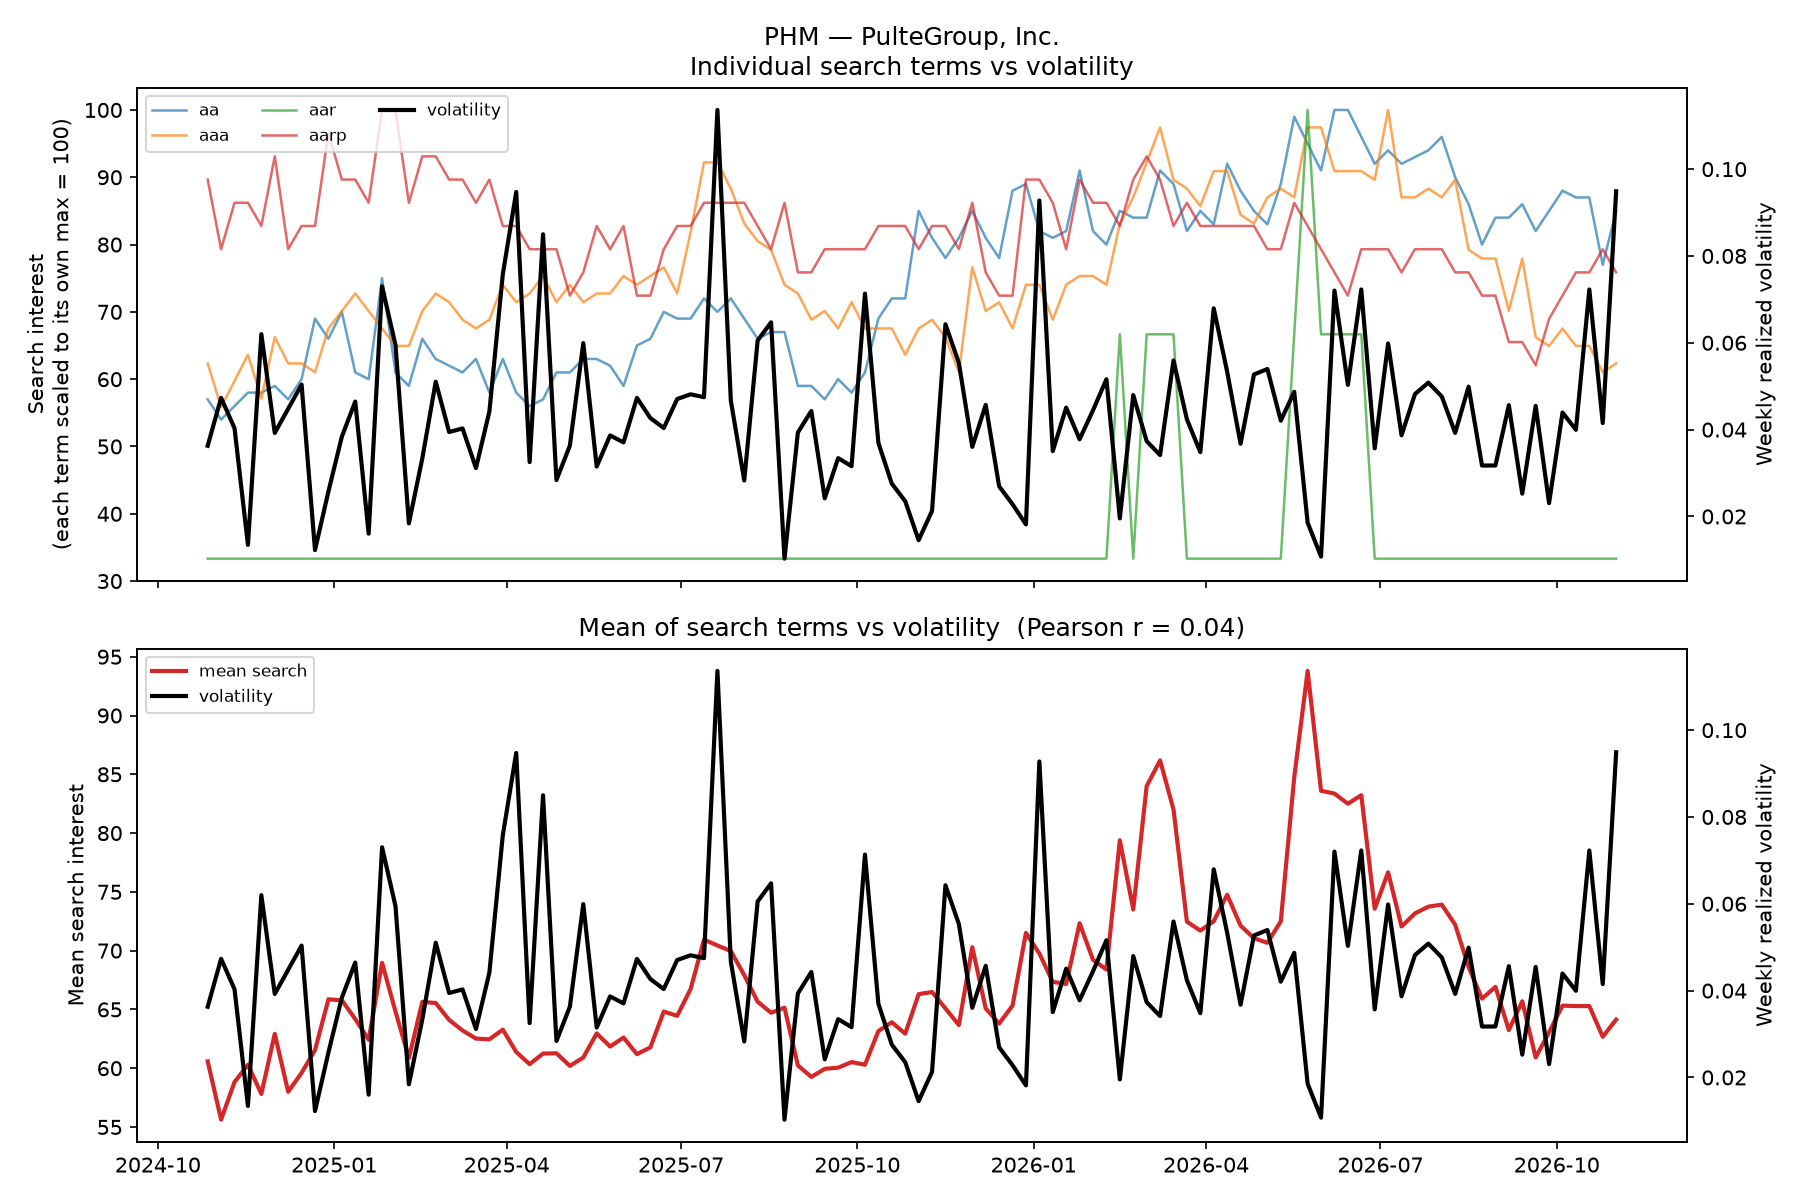 PHM — PulteGroup, Inc.
Individual search terms vs volatility
aa
aaa
aar
aarp
volatility
Search interest
(each term scaled to its own max = 100)
100
90
80
70
60
50
40
30
0.10
0.08
0.06
0.04
0.02
Weekly realized volatility
Mean of search terms vs volatility (Pearson r = 0.04)
mean search
volatility
Mean search interest
95
90
85
80
75
70
65
60
55
0.10
0.08
0.06
0.04
0.02
Weekly realized volatility
2024-10
2025-01
2025-04
2025-07
2025-10
2026-01
2026-04
2026-07
2026-10